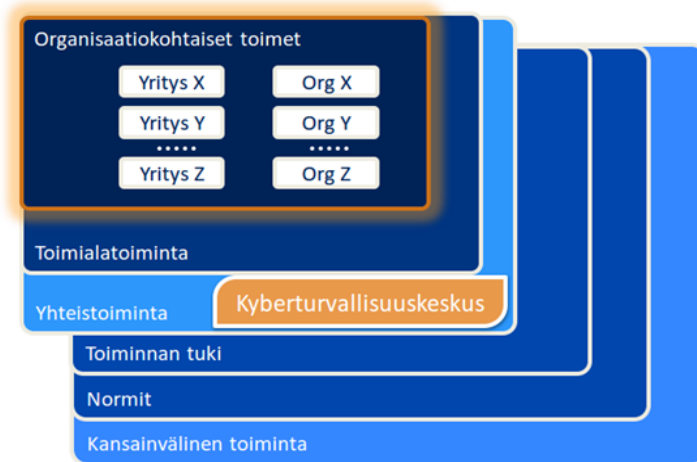 Organisaatiokohtaiset toimet
Yritys X
Org X
Yritys Y
Org Y
.....
.....
Yritys Z
Org Z
Toimialatoiminta
Yhteistoiminta
Kyberturvallisuuskeskus
Toiminnan tuki
Normit
Kansainvälinen toiminta